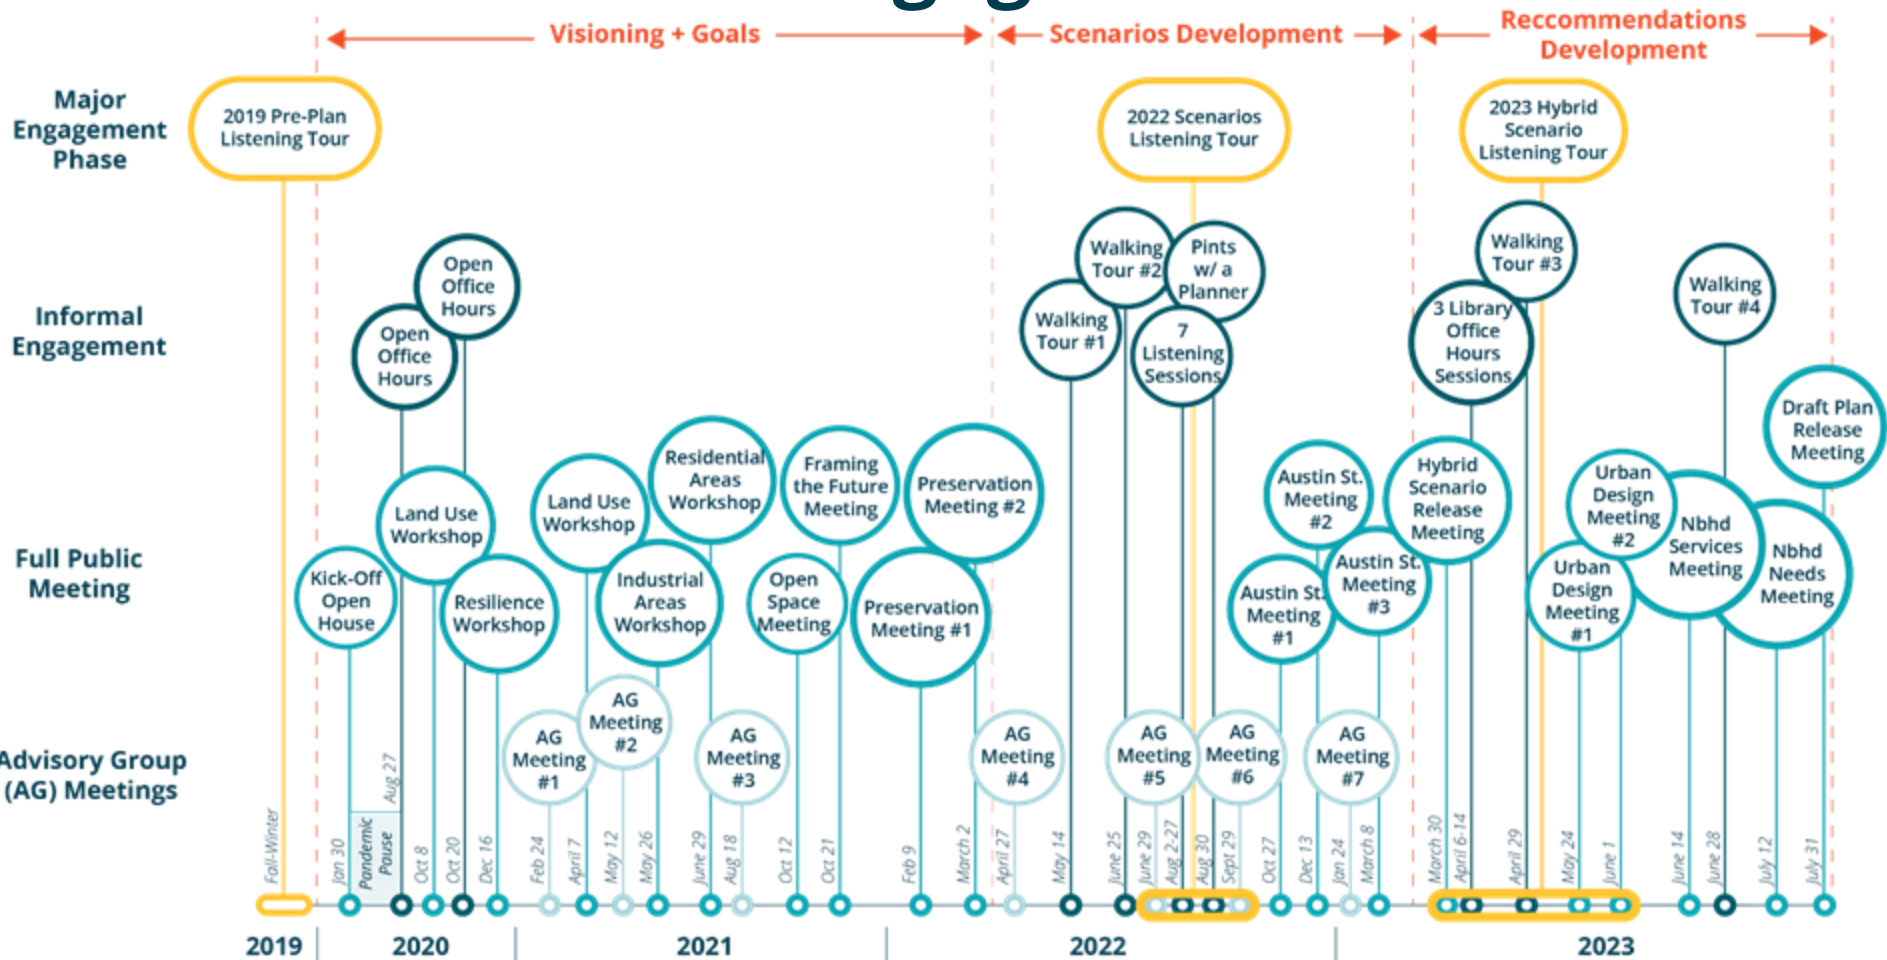 Visioning + Goals
Scenarios Development
Reccommendations
Development
Major
Engagement
Phase
2019 Pre-Plan
Listening Tour
2022 Scenarios
Listening Tour
2023 Hybrid
Scenario
Listening Tour
Informal
Engagement
Open
Office
Hours
Open
Office
Hours
Walking
Tour #1
Walking
Tour #2
7
Listening
Sessions
Pints
w/ a
Planner
3 Library
Office
Hours
Sessions
Walking
Tour #3
Walking
Tour #4
Full Public
Meeting
Kick-Off
Open
House
Land Use
Workshop
Resilience
Workshop
Land Use
Workshop
Industrial
Areas
Workshop
Residential
Areas
Workshop
Open
Space
Meeting
Framing
the Future
Meeting
Preservation
Meeting #1
Preservation
Meeting #2
Austin St.
Meeting
#1
Austin St.
Meeting
#2
Austin St.
Meeting
#3
Hybrid
Scenario
Release
Meeting
Urban
Design
Meeting
#1
Urban
Design
Meeting
#2
Nbhd
Services
Meeting
Nbhd
Needs
Meeting
Draft Plan
Release
Meeting
Advisory Group
(AG) Meetings
AG
Meeting
#1
AG
Meeting
#2
AG
Meeting
#3
AG
Meeting
#4
AG
Meeting
#5
AG
Meeting
#6
AG
Meeting
#7
Fall-Winter
Jan 30
Pandemic
Pause
Aug 27
Oct 8
Oct 20
Dec 16
Feb 24
April 7
May 12
May 26
June 29
Aug 18
Oct 12
Oct 21
Feb 9
March 2
April 27
May 14
June 25
June 29
Aug 2-27
Aug 30
Sept 29
Oct 27
Dec 13
Jan 24
March 8
March 30
April 6-14
April 29
May 24
June 1
June 14
June 28
July 12
July 31
2019
2020
2021
2022
2023